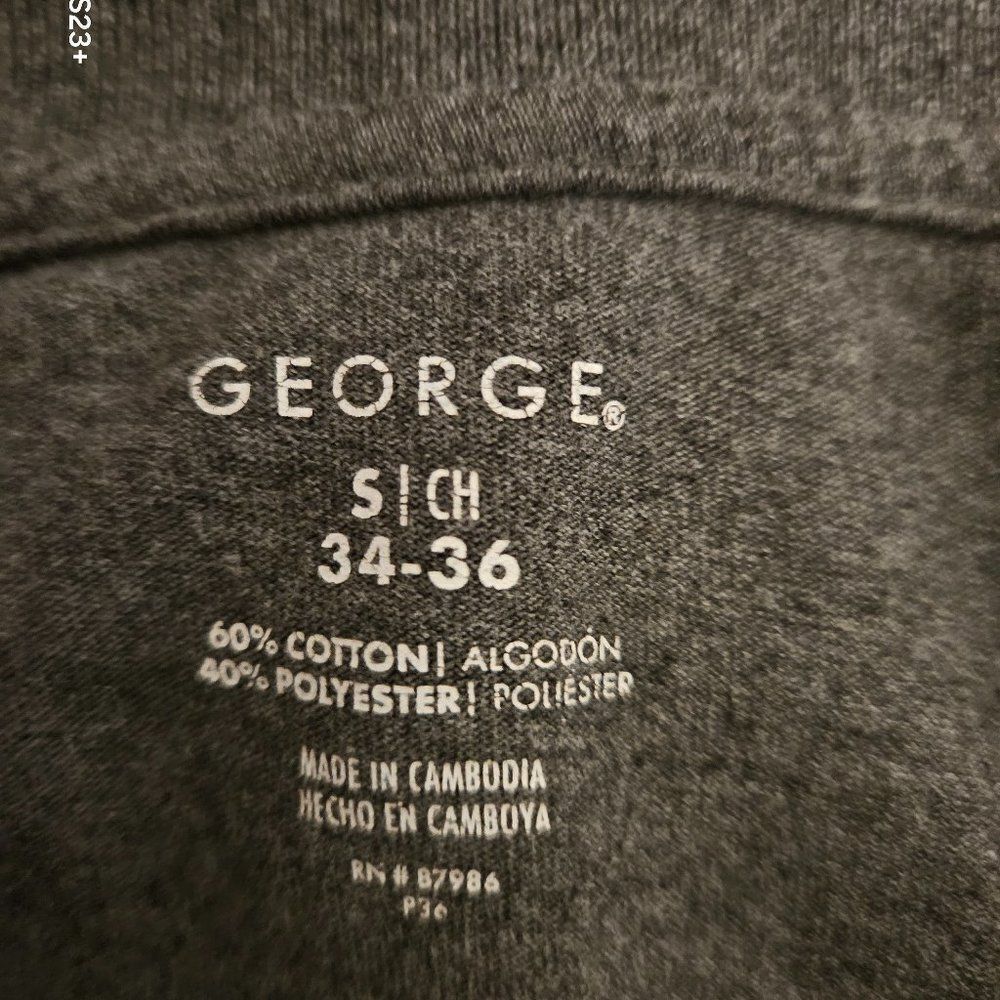 S23+
GEORGE®
S | CH
34-36
60% COTTON | ALGODÓN
40% POLYESTER | POLIÉSTER
MADE IN CAMBODIA
HECHO EN CAMBOYA
RN # 87986
P36